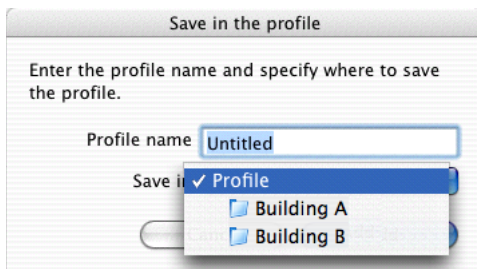 Save in the profile
Enter the profile name and specify where to save
the profile.
Profile name Untitled
Save i ✓ Profile
Building A
Building B